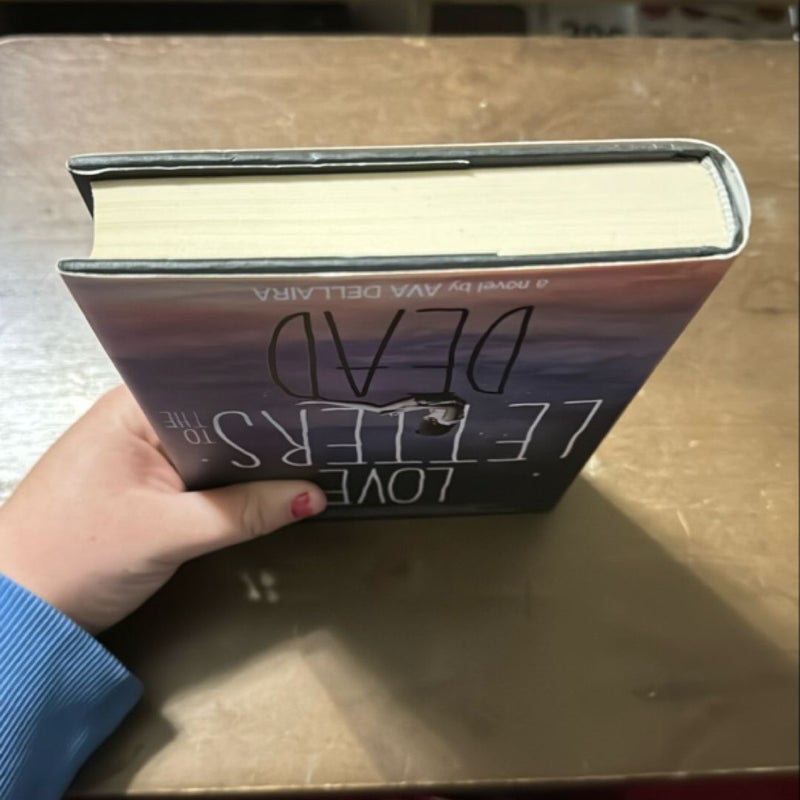 LOVE
LETTERS
TO
THE
DEAD
a novel by AVA DELLAIRA